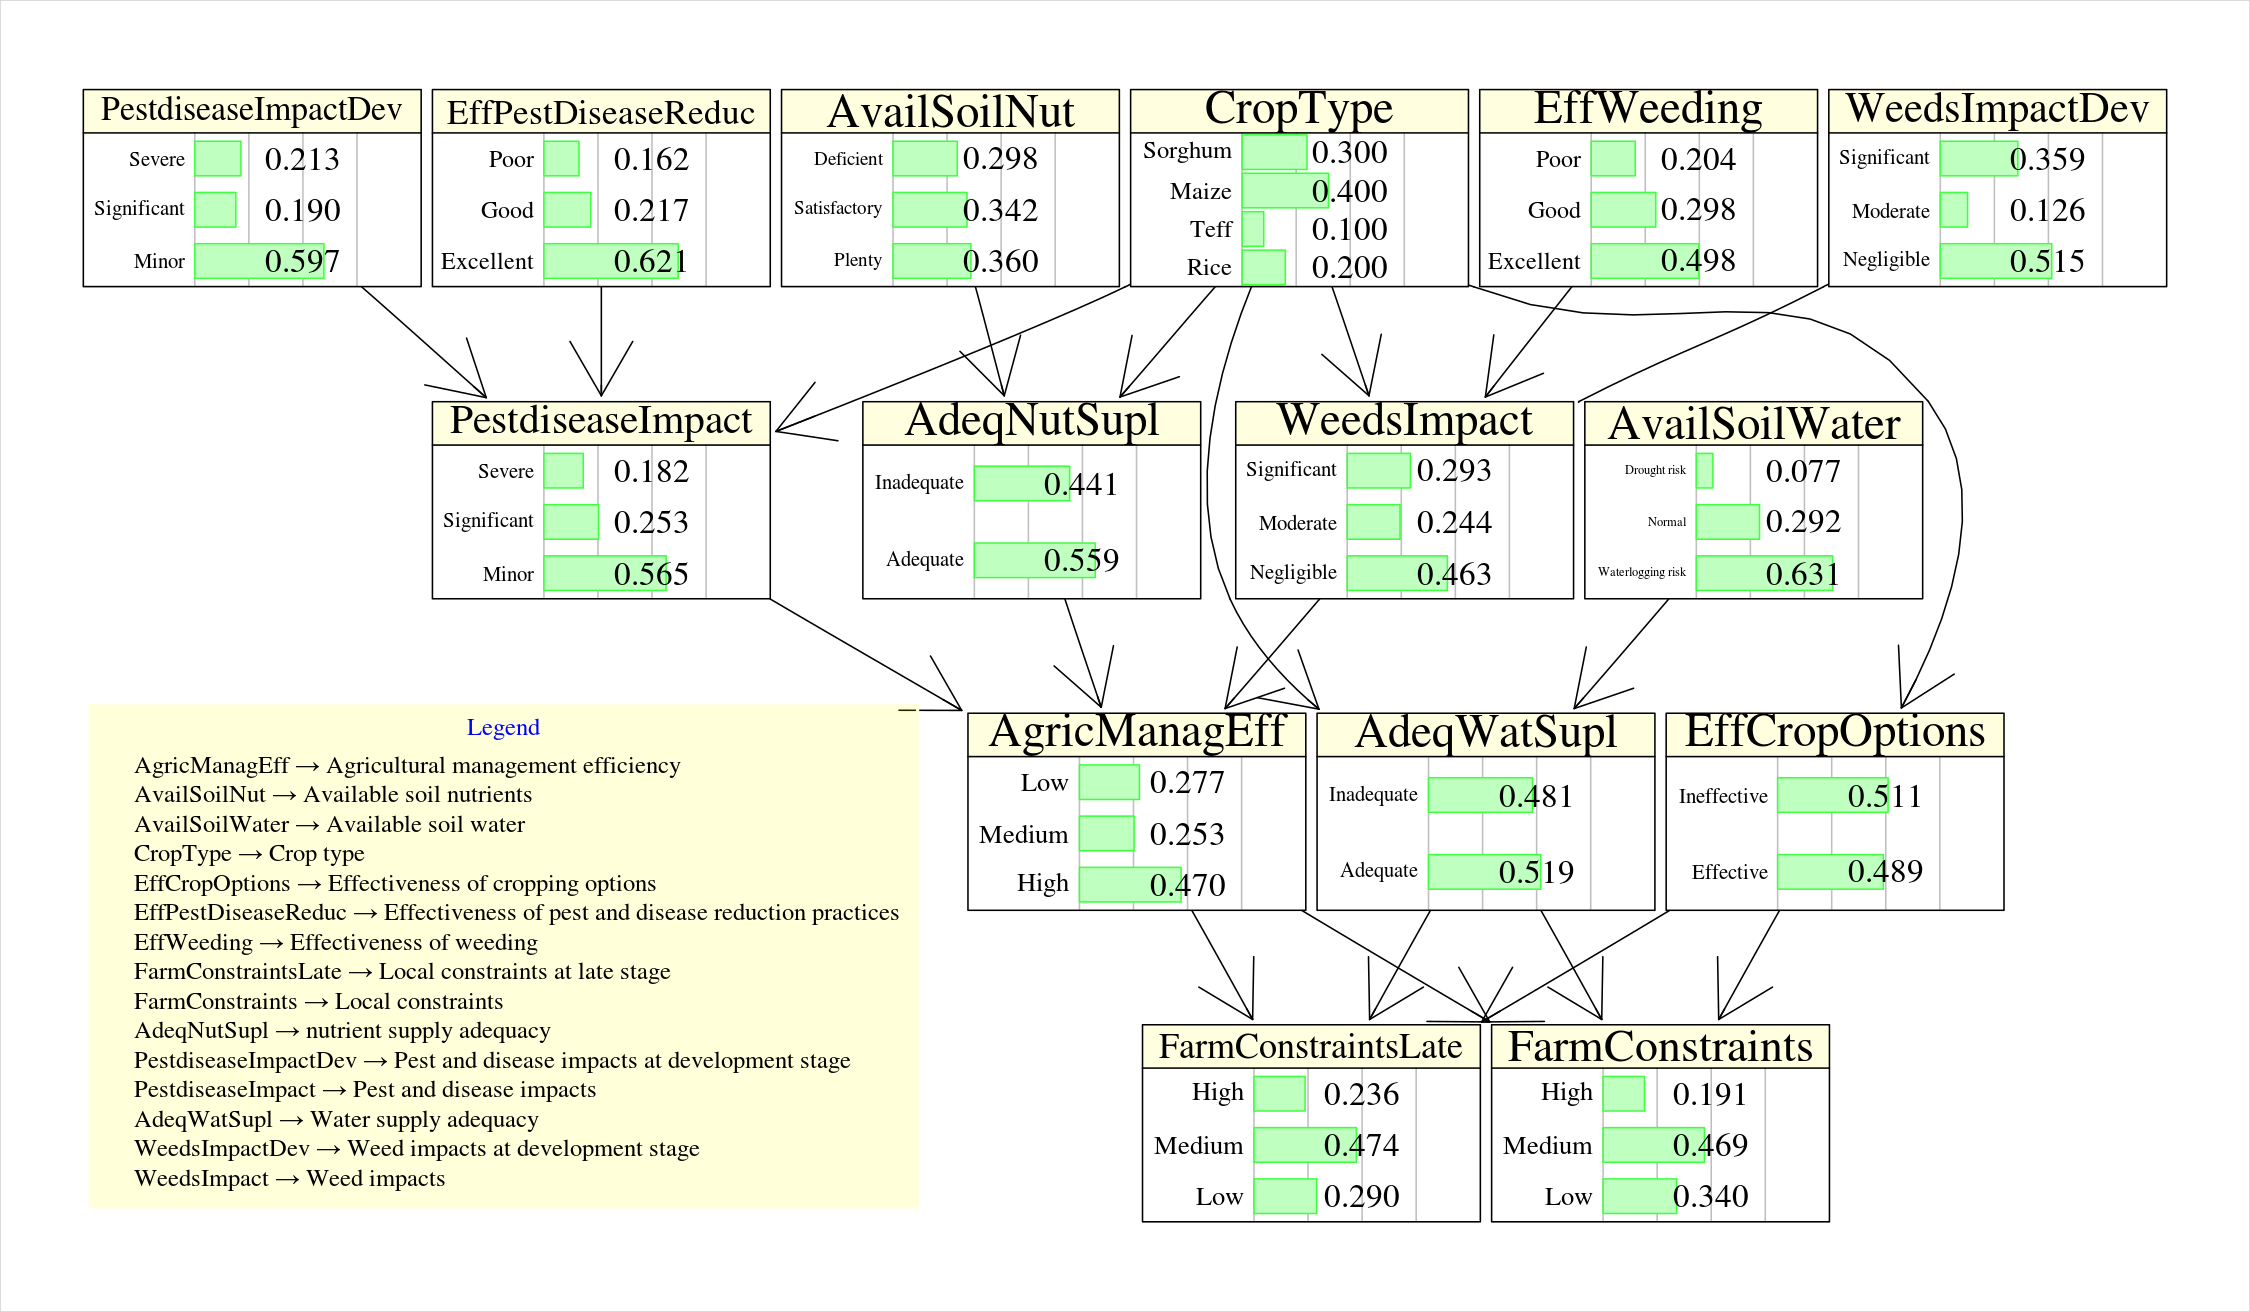 PestdiseaseImpactDev
Severe 0.213
Significant 0.190
Minor 0.597
EffPestDiseaseReduc
Poor 0.162
Good 0.217
Excellent 0.621
AvailSoilNut
Deficient 0.298
Satisfactory 0.342
Plenty 0.360
CropType
Sorghum 0.300
Maize 0.400
Teff 0.100
Rice 0.200
EffWeeding
Poor 0.204
Good 0.298
Excellent 0.498
WeedsImpactDev
Significant 0.359
Moderate 0.126
Negligible 0.515
PestdiseaseImpact
Severe 0.182
Significant 0.253
Minor 0.565
AdeqNutSupl
Inadequate 0.441
Adequate 0.559
WeedsImpact
Significant 0.293
Moderate 0.244
Negligible 0.463
AvailSoilWater
Drought risk 0.077
Normal 0.292
Waterlogging risk 0.631
AgricManagEff
Low 0.277
Medium 0.253
High 0.470
AdeqWatSupl
Inadequate 0.481
Adequate 0.519
EffCropOptions
Ineffective 0.511
Effective 0.489
FarmConstraintsLate
High 0.236
Medium 0.474
Low 0.290
FarmConstraints
High 0.191
Medium 0.469
Low 0.340
Legend
AgricManagEff → Agricultural management efficiency
AvailSoilNut → Available soil nutrients
AvailSoilWater → Available soil water
CropType → Crop type
EffCropOptions → Effectiveness of cropping options
EffPestDiseaseReduc → Effectiveness of pest and disease reduction practices
EffWeeding → Effectiveness of weeding
FarmConstraintsLate → Local constraints at late stage
FarmConstraints → Local constraints
AdeqNutSupl → nutrient supply adequacy
PestdiseaseImpactDev → Pest and disease impacts at development stage
PestdiseaseImpact → Pest and disease impacts
AdeqWatSupl → Water supply adequacy
WeedsImpactDev → Weed impacts at development stage
WeedsImpact → Weed impacts